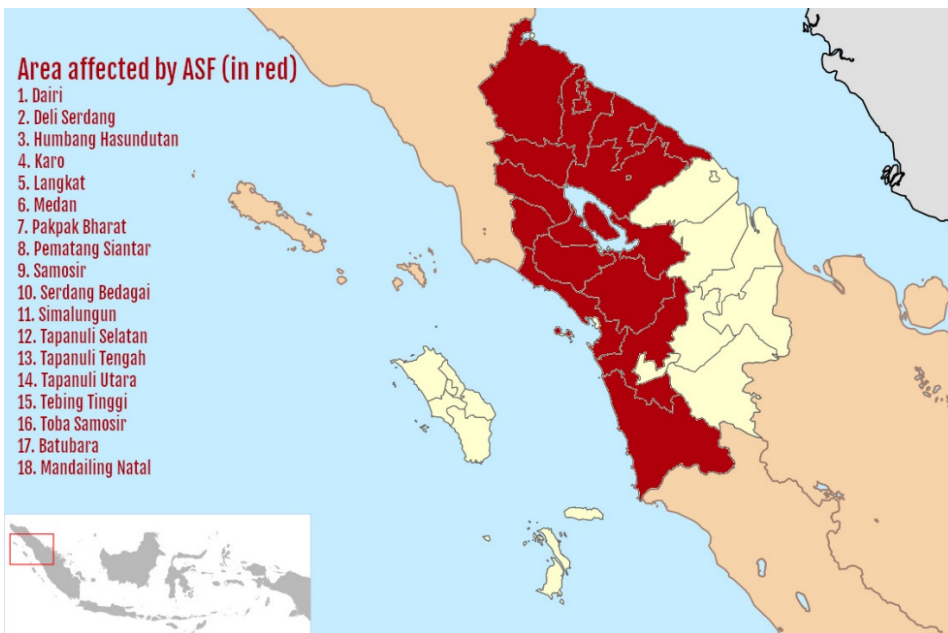 Area affected by ASF (in red)
1. Dairi
2. Deli Serdang
3. Humbang Hasundutan
4. Karo
5. Langkat
6. Medan
7. Pakpak Bharat
8. Pematang Siantar
9. Samosir
10. Serdang Bedagai
11. Simalungun
12. Tapanuli Selatan
13. Tapanuli Tengah
14. Tapanuli Utara
15. Tebing Tinggi
16. Toba Samosir
17. Batubara
18. Mandailing Natal